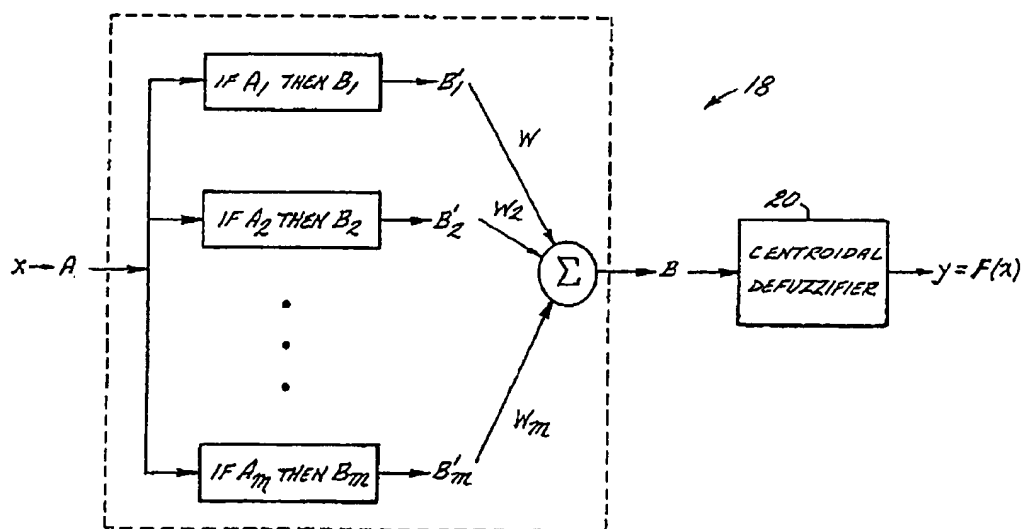 IF A₁ THEN B₁
B'₁
18
W
IF A₂ THEN B₂
B'₂
W₂
20
x → A
Σ
B
CENTROIDAL
DEFUZZIFIER
y = F(x)
Wₘ
IF Aₘ THEN Bₘ
B'ₘ